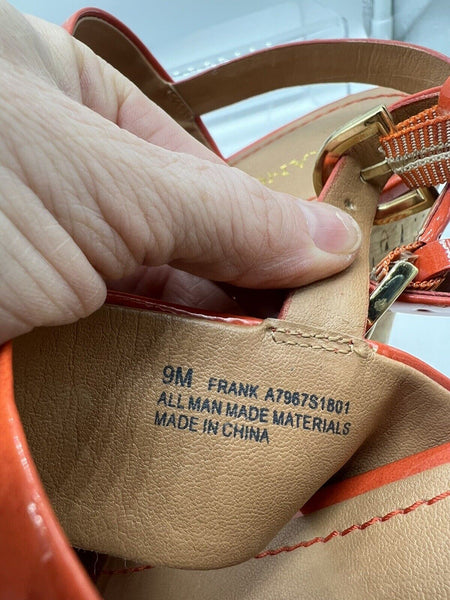 9M FRANK A7967S1801
ALL MAN MADE MATERIALS
MADE IN CHINA